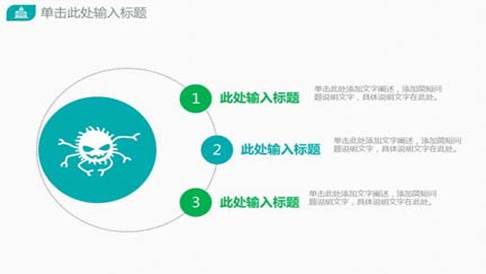 单击此处输入标题
1
此处输入标题
单击此处添加文字阐述，添加简短问
题说明文字，具体说明文字在此处。
2
此处输入标题
单击此处添加文字阐述，添加简短问
题说明文字，具体说明文字在此处。
3
此处输入标题
单击此处添加文字阐述，添加简短问
题说明文字，具体说明文字在此处。